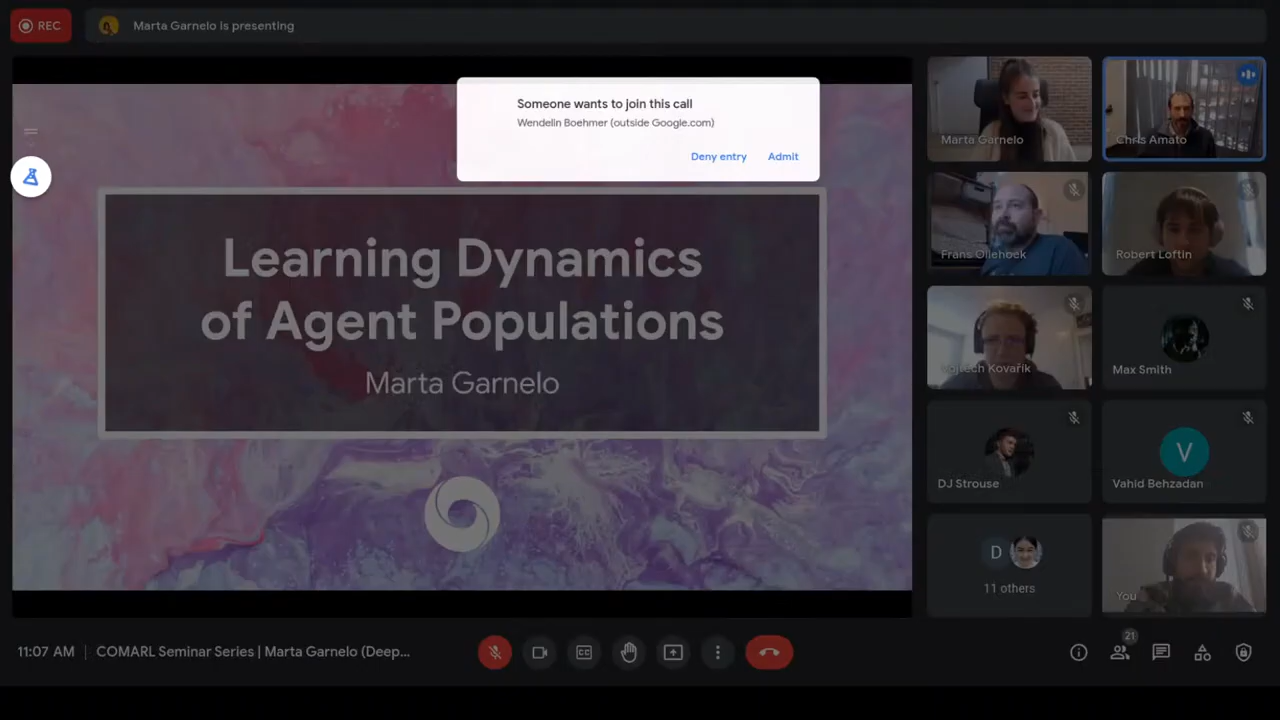 REC
Marta Garnelo is presenting
Someone wants to join this call
Wendelin Boehmer (outside Google.com)
Deny entry
Admit
Learning Dynamics
of Agent Populations
Marta Garnelo
Marta Garnelo
Chris Amato
Frans Oliehoek
Robert Loftin
Vojtech Kovařík
Max Smith
DJ Strouse
V
Vahid Behzadan
D
11 others
You
11:07 AM | COMARL Seminar Series | Marta Garnelo (Deep...
21